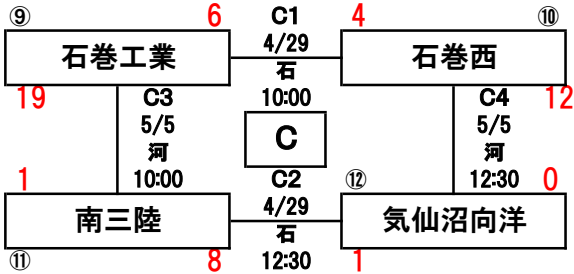 ⑨ 6 C1 4 ⑩
石巻工業 4/29 石巻西
石
19 C3 10:00 C4 12
5/5 C 5/5
河 河
1 10:00 C2 ⑫ 12:30 0
南三陸 4/29 気仙沼向洋
石
⑪ 8 12:30 1